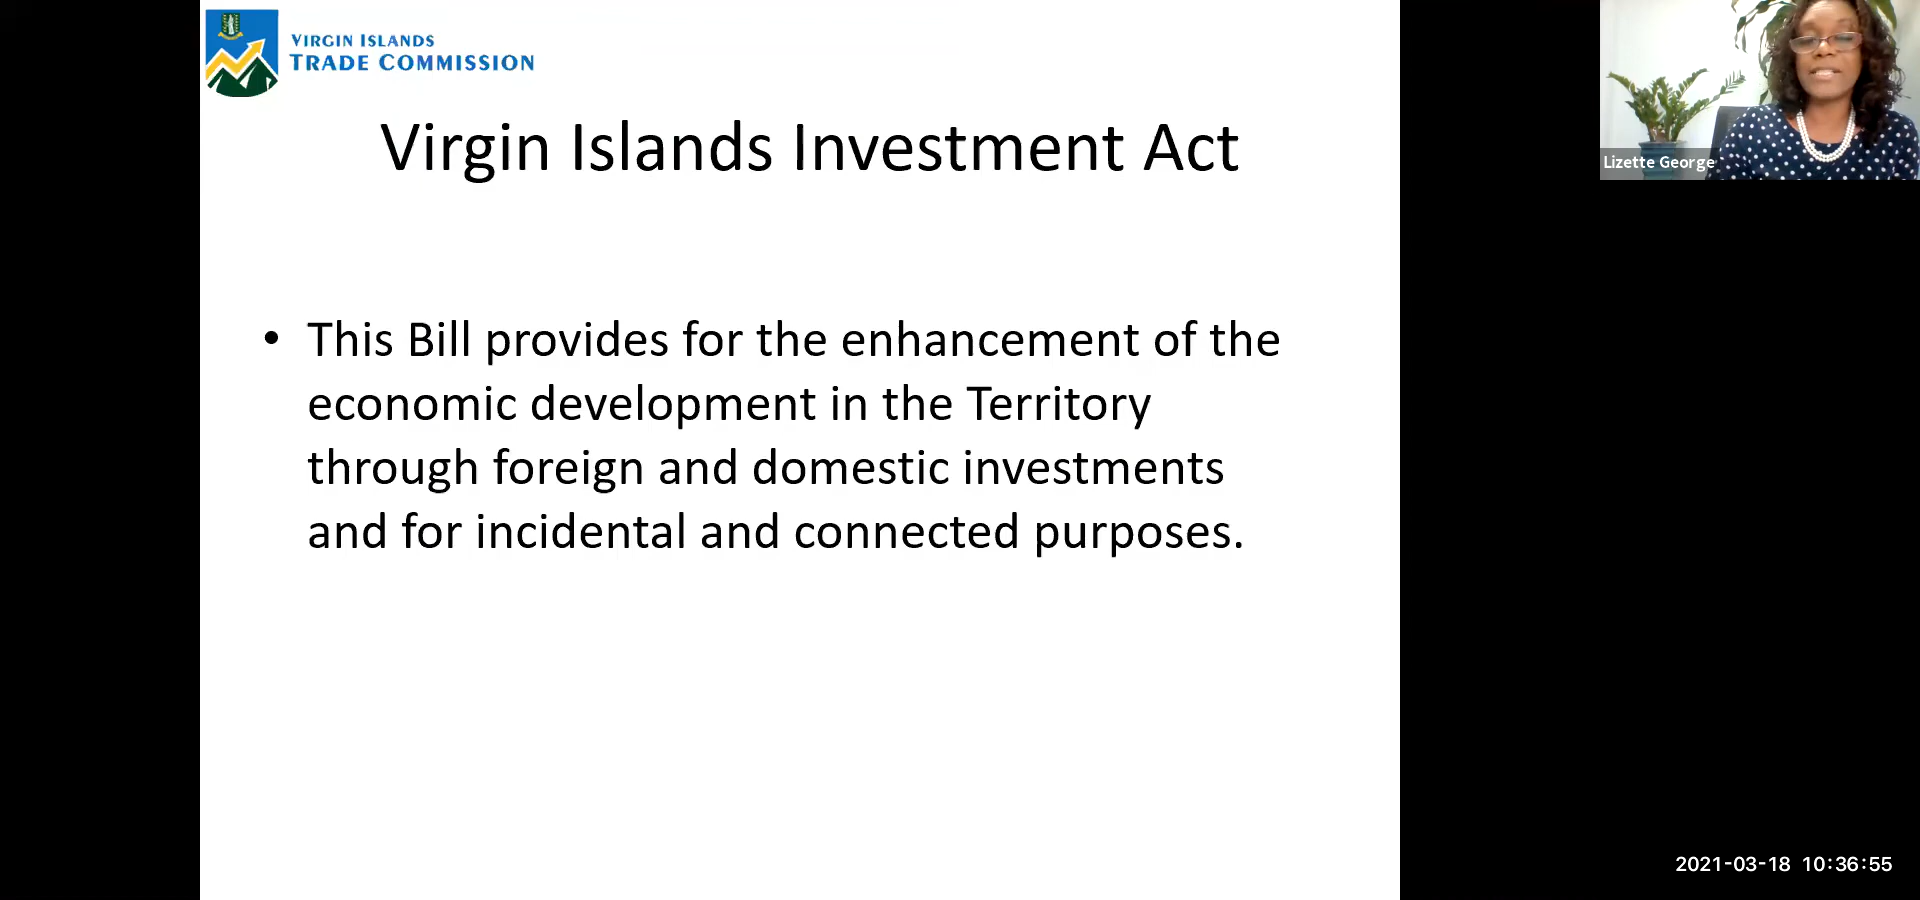 VIRGIN ISLANDS
TRADE COMMISSION
Virgin Islands Investment Act
• This Bill provides for the enhancement of the
economic development in the Territory
through foreign and domestic investments
and for incidental and connected purposes.
Lizette George
2021-03-18 10:36:55